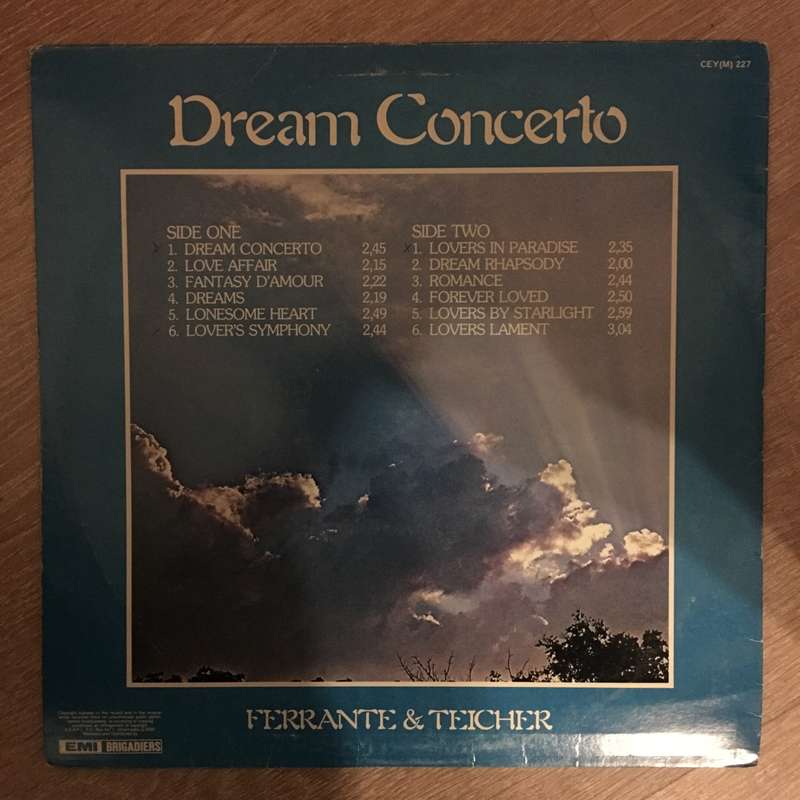 CEY(M) 227
Dream Concerto
SIDE ONE
1. DREAM CONCERTO 2,45
2. LOVE AFFAIR 2,15
3. FANTASY D'AMOUR 2,22
4. DREAMS 2,19
5. LONESOME HEART 2,49
6. LOVER'S SYMPHONY 2,44
SIDE TWO
1. LOVERS IN PARADISE 2,35
2. DREAM RHAPSODY 2,00
3. ROMANCE 2,44
4. FOREVER LOVED 2,50
5. LOVERS BY STARLIGHT 2,59
6. LOVERS LAMENT 3,04
FERRANTE & TEICHER
EMI BRIGADIERS